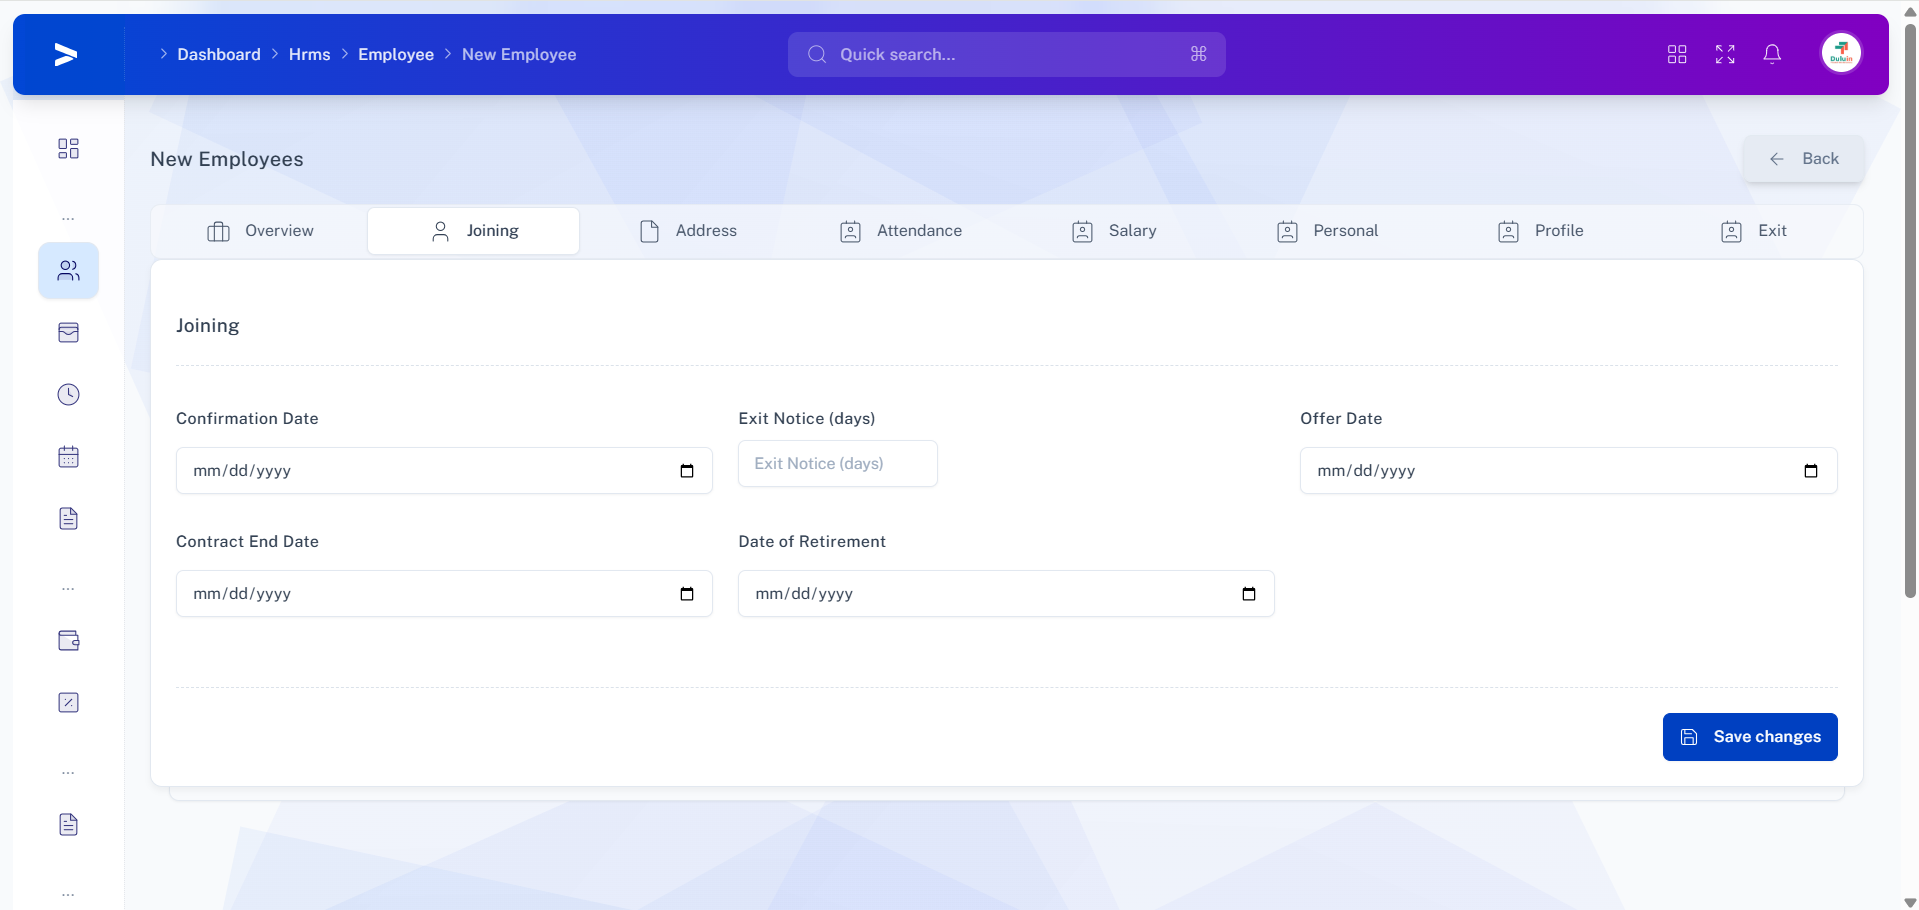 Dashboard Hrms Employee New Employee
Quick search... ⌘
Duluin
New Employees
Back
Overview Joining Address Attendance Salary Personal Profile Exit
Joining
Confirmation Date Exit Notice (days) Offer Date
mm/dd/yyyy Exit Notice (days) mm/dd/yyyy
Contract End Date Date of Retirement
mm/dd/yyyy mm/dd/yyyy
Save changes